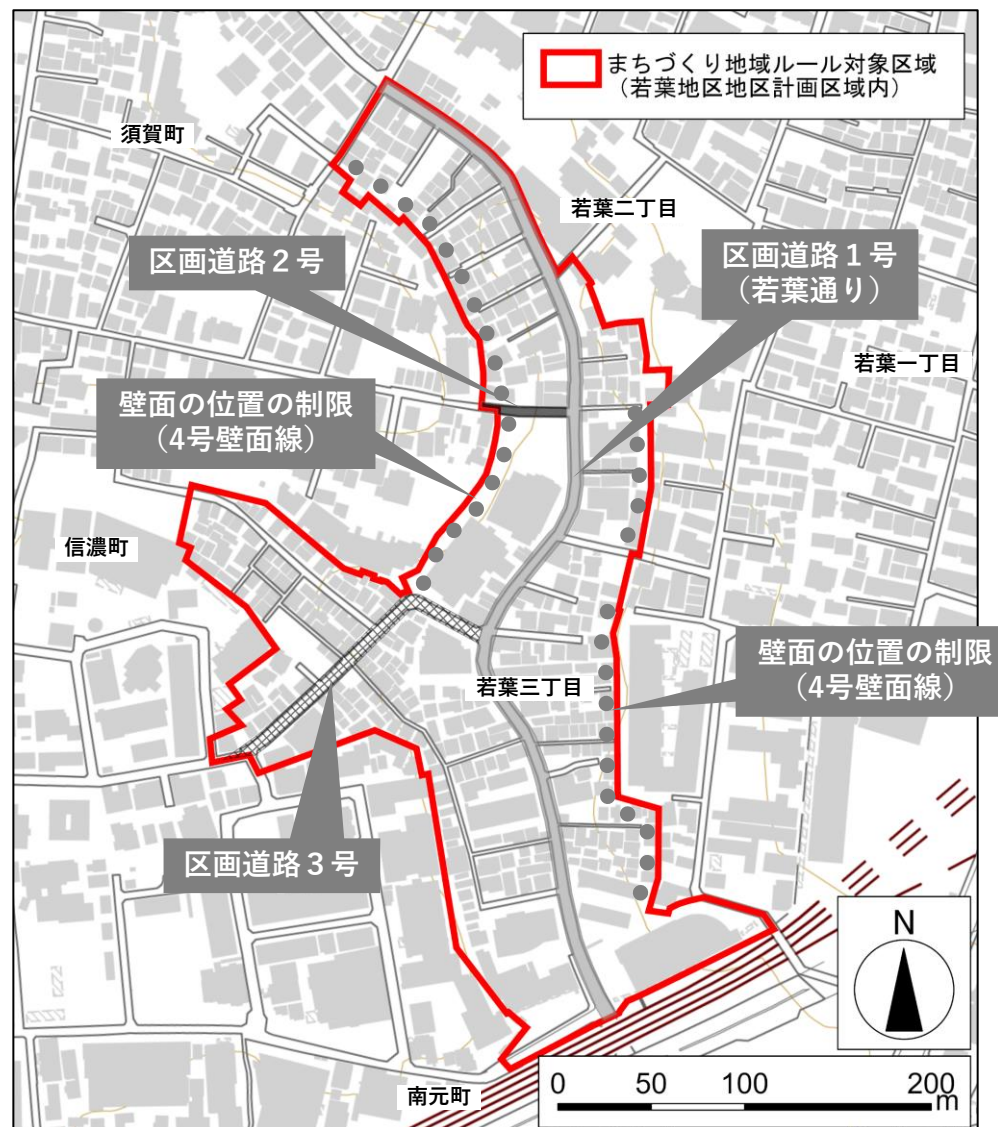 まちづくり地域ルール対象区域
（若葉地区地区計画区域内）
須賀町
若葉二丁目
区画道路２号
区画道路１号
（若葉通り）
若葉一丁目
壁面の位置の制限
（4号壁面線）
信濃町
若葉三丁目
壁面の位置の制限
（4号壁面線）
区画道路３号
N
南元町
0 50 100 200
m